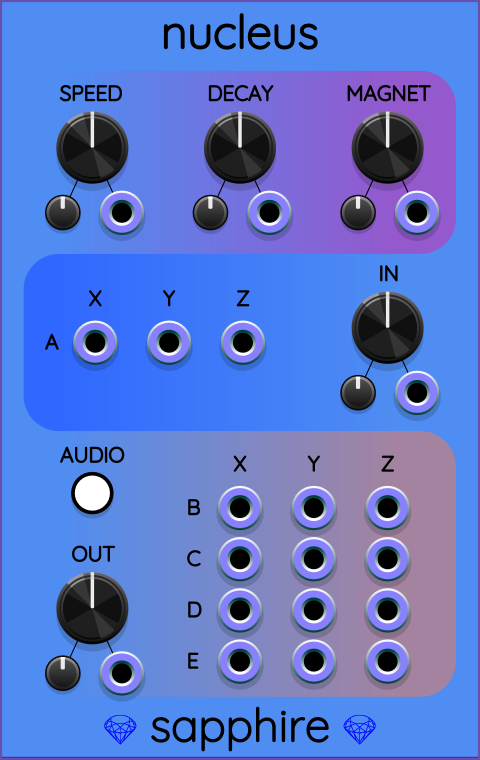 nucleus
SPEED DECAY MAGNET
IN
X Y Z
A
AUDIO
X Y Z
B
C
OUT
D
E
sapphire